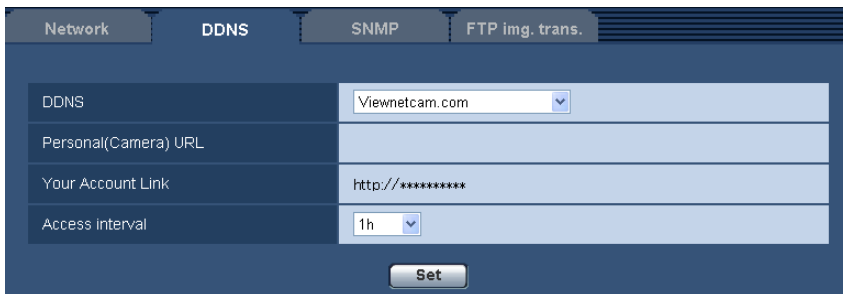 Network DDNS SNMP FTP img. trans.
DDNS Viewnetcam.com
Personal(Camera) URL
Your Account Link http://**********
Access interval 1h
Set